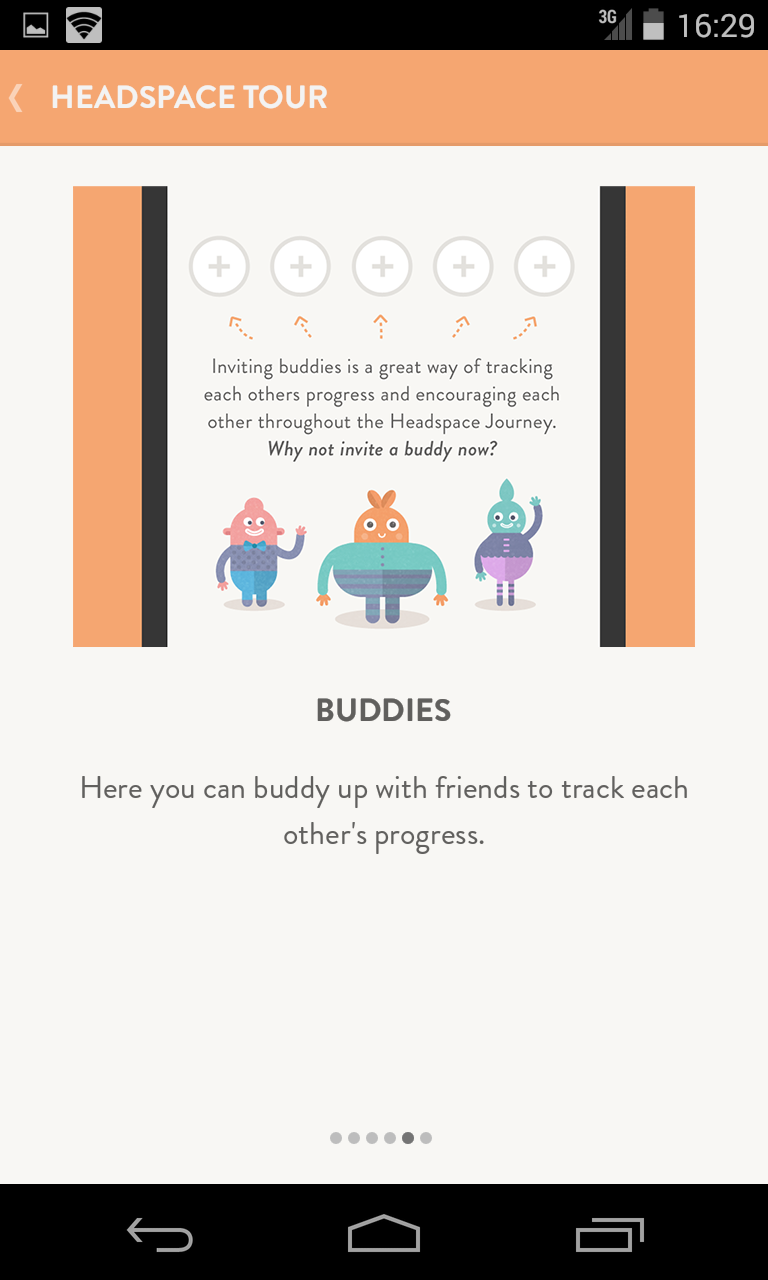 3G 16:29
HEADSPACE TOUR
Inviting buddies is a great way of tracking
each others progress and encouraging each
other throughout the Headspace Journey.
Why not invite a buddy now?
BUDDIES
Here you can buddy up with friends to track each
other's progress.